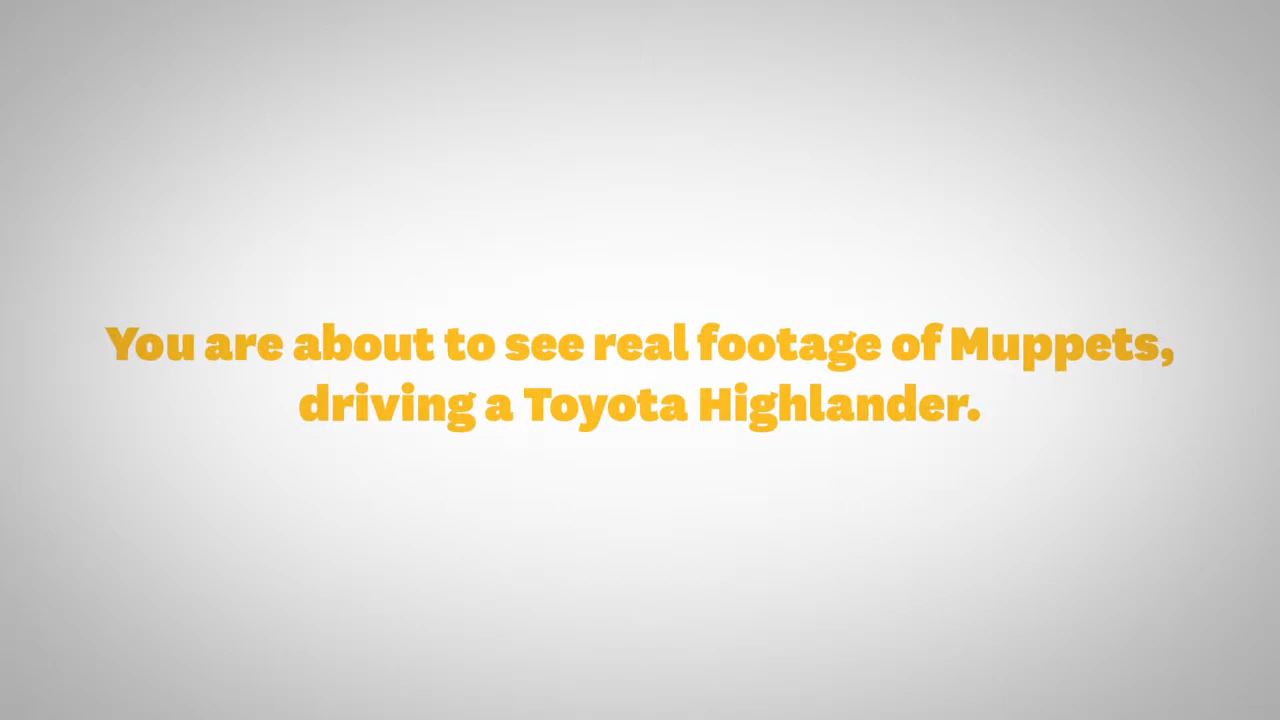 You are about to see real footage of Muppets,
driving a Toyota Highlander.